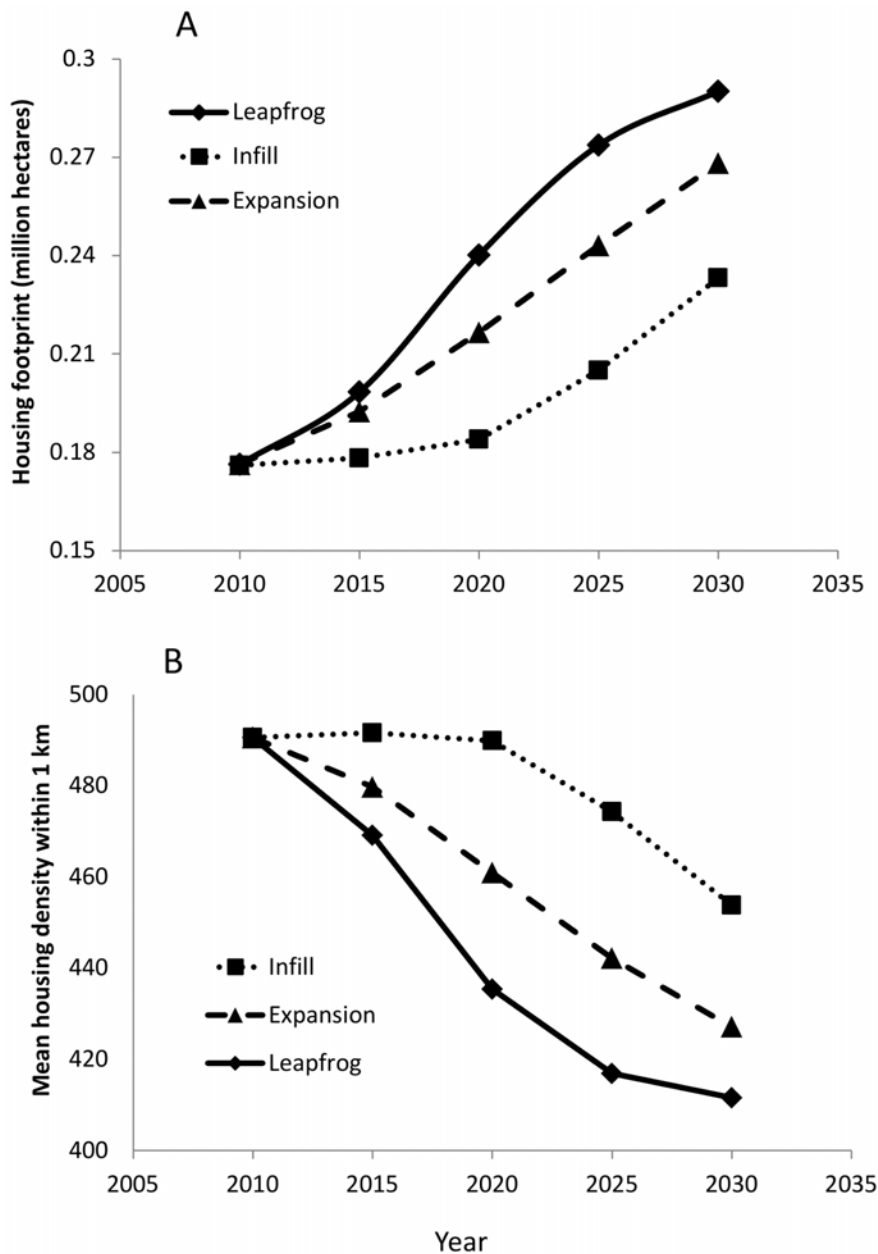 A
Housing footprint (million hectares)
0.3
0.27
0.24
0.21
0.18
0.15
Leapfrog
Infill
Expansion
2005 2010 2015 2020 2025 2030 2035
B
Mean housing density within 1 km
500
480
460
440
420
400
Infill
Expansion
Leapfrog
2005 2010 2015 2020 2025 2030 2035
Year